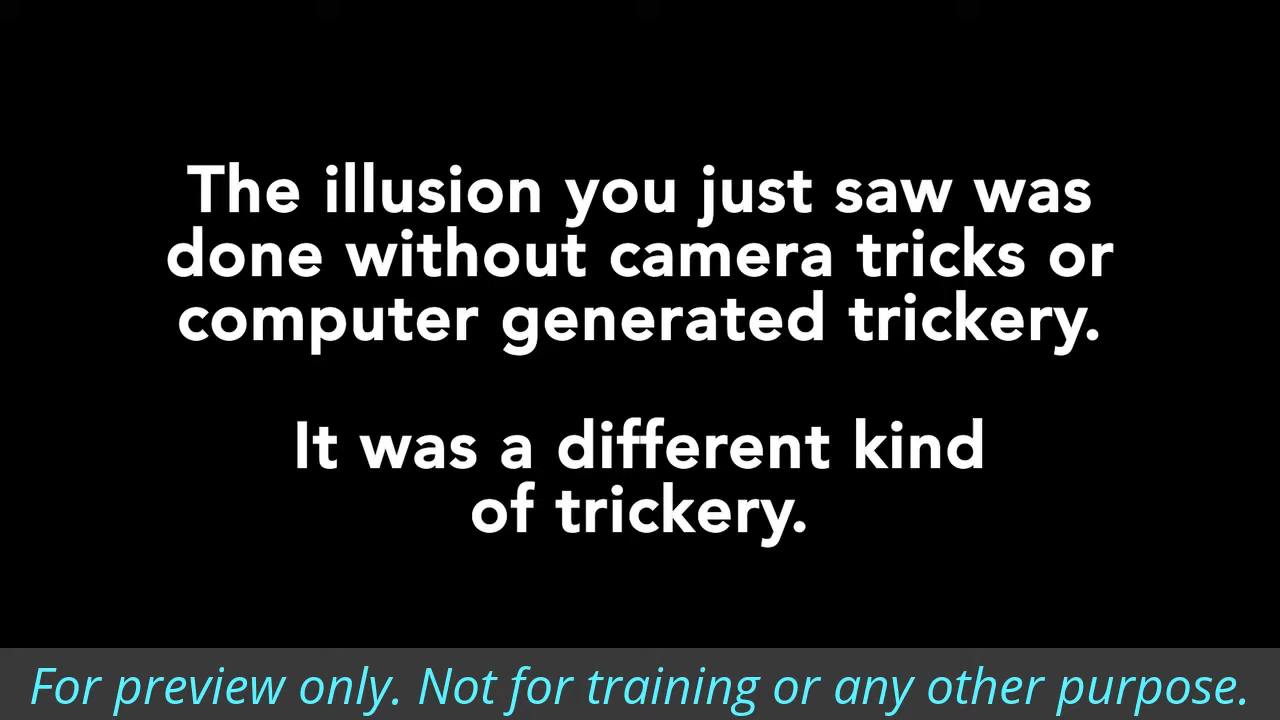 The illusion you just saw was
done without camera tricks or
computer generated trickery.
It was a different kind
of trickery.
For preview only. Not for training or any other purpose.